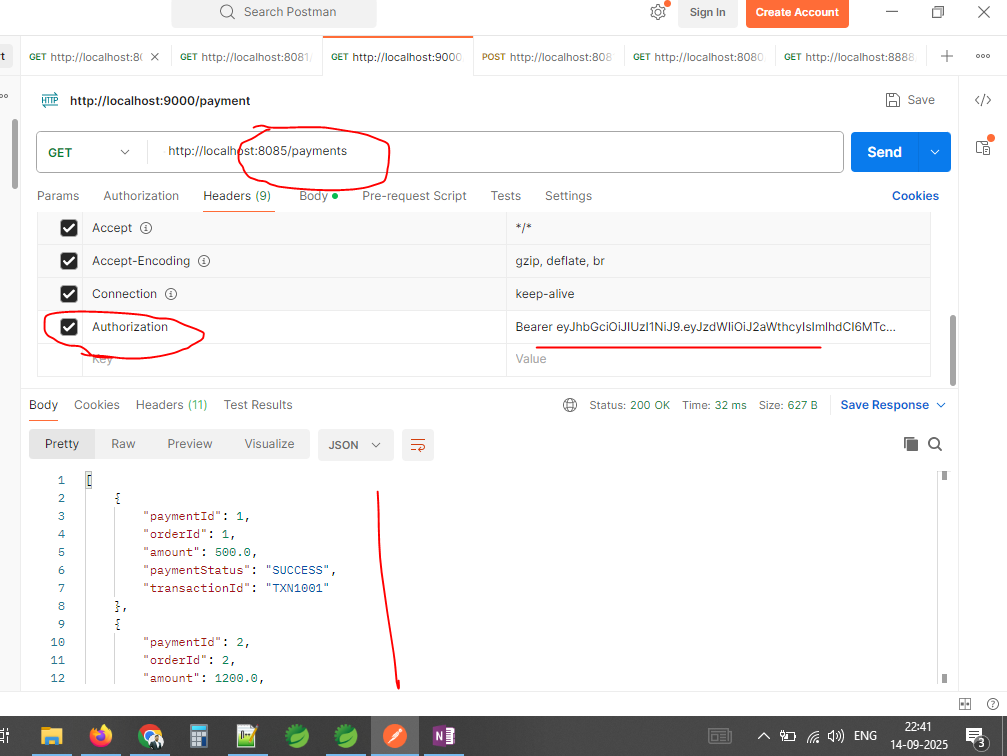 Search Postman
Sign In
Create Account
t
GET http://localhost:8(
GET http://localhost:8081/
GET http://localhost:9000,
POST http://localhost:808
GET http://localhost:8080
GET http://localhost:8888
HTTP http://localhost:9000/payment
Save
GET
http://localhost:8085/payments
Send
Params
Authorization
Headers (9)
Body
Pre-request Script
Tests
Settings
Cookies
Accept
*/*
Accept-Encoding
gzip, deflate, br
Connection
keep-alive
Authorization
Bearer eyJhbGciOiJIUzI1NiJ9.eyJzdWIiOiJ2aWthcyIsImlhdCI6MTc...
Key
Value
Body
Cookies
Headers (11)
Test Results
Status: 200 OK
Time: 32 ms
Size: 627 B
Save Response
Pretty
Raw
Preview
Visualize
JSON
1 [
2 {
3 "paymentId": 1,
4 "orderId": 1,
5 "amount": 500.0,
6 "paymentStatus": "SUCCESS",
7 "transactionId": "TXN1001"
8 },
9 {
10 "paymentId": 2,
11 "orderId": 2,
12 "amount": 1200.0,
N
ENG
22:41
14-09-2025
3